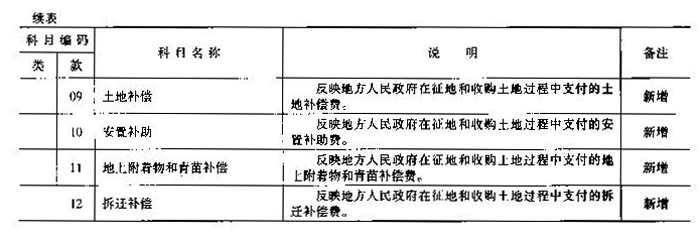 续表
科目编码 科目名称 说 明 备注
类 款
09 土地补偿 反映地方人民政府在征地和收购土地过程中支付的土
地补偿费。 新增
10 安置补助 反映地方人民政府在征地和收购土地过程中支付的安
置补助费。 新增
11 地上附着物和青苗补偿 反映地方人民政府在征地和收购土地过程中支付的地
上附着物和青苗补偿费。 新增
12 拆迁补偿 反映地方人民政府在征地和收购土地过程中支付的拆
迁补偿费。 新增